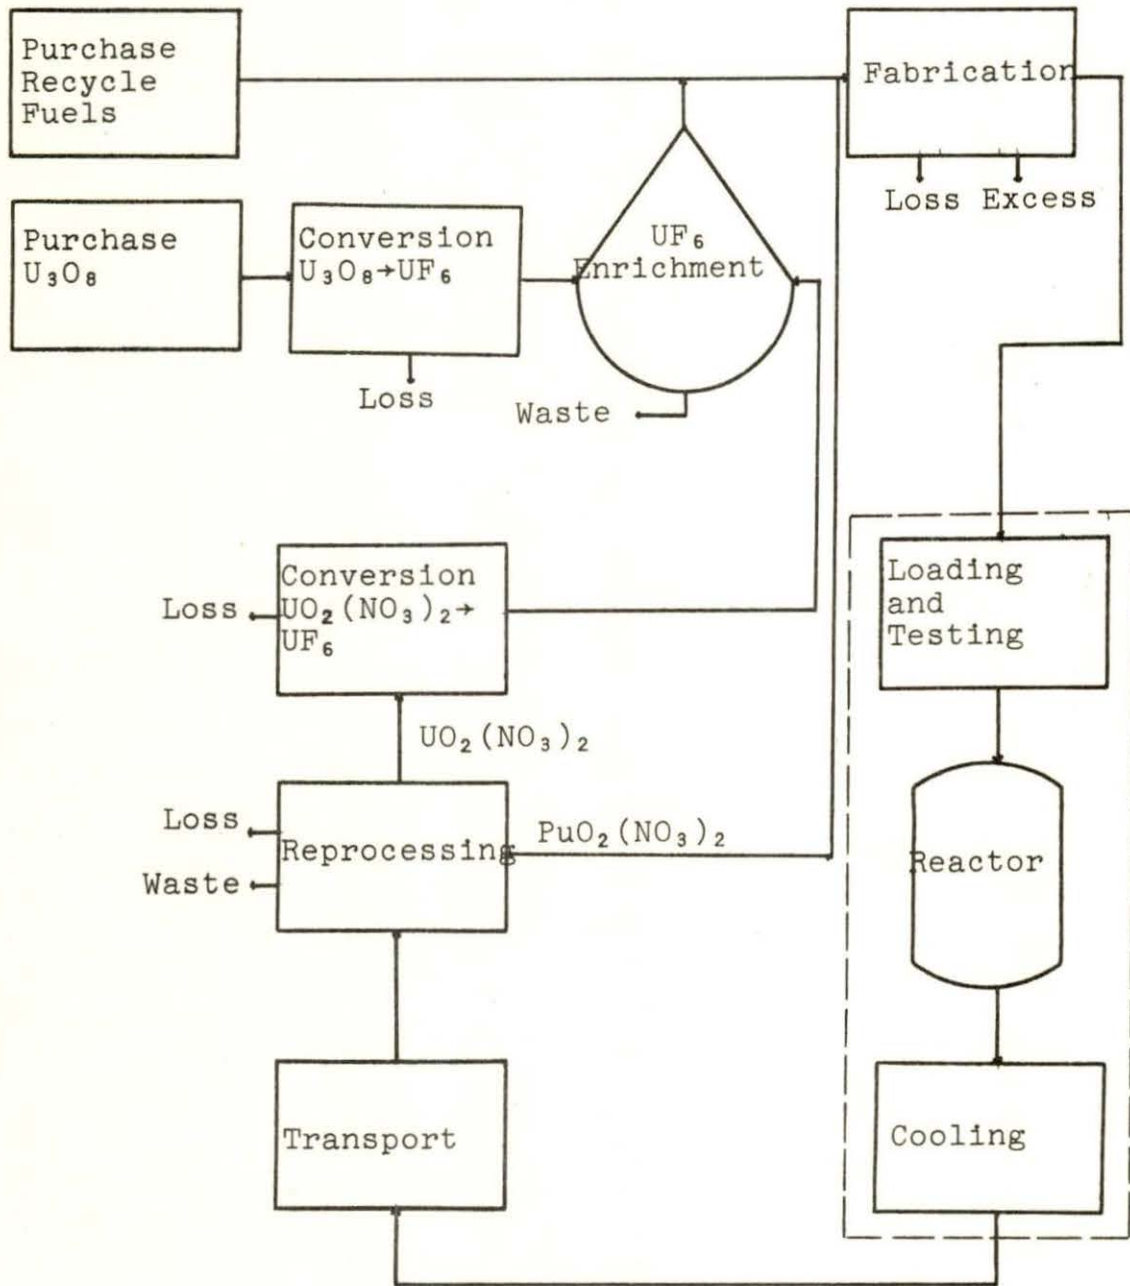 Purchase
Recycle
Fuels
Fabrication
Loss Excess
Purchase
U₃O₈
Conversion
U₃O₈→UF₆
UF₆
Enrichment
Loss
Waste
Conversion
UO₂(NO₃)₂→
UF₆
Loss
Loading
and
Testing
UO₂(NO₃)₂
Loss
Waste
Reprocessing
PuO₂(NO₃)₂
Reactor
Transport
Cooling